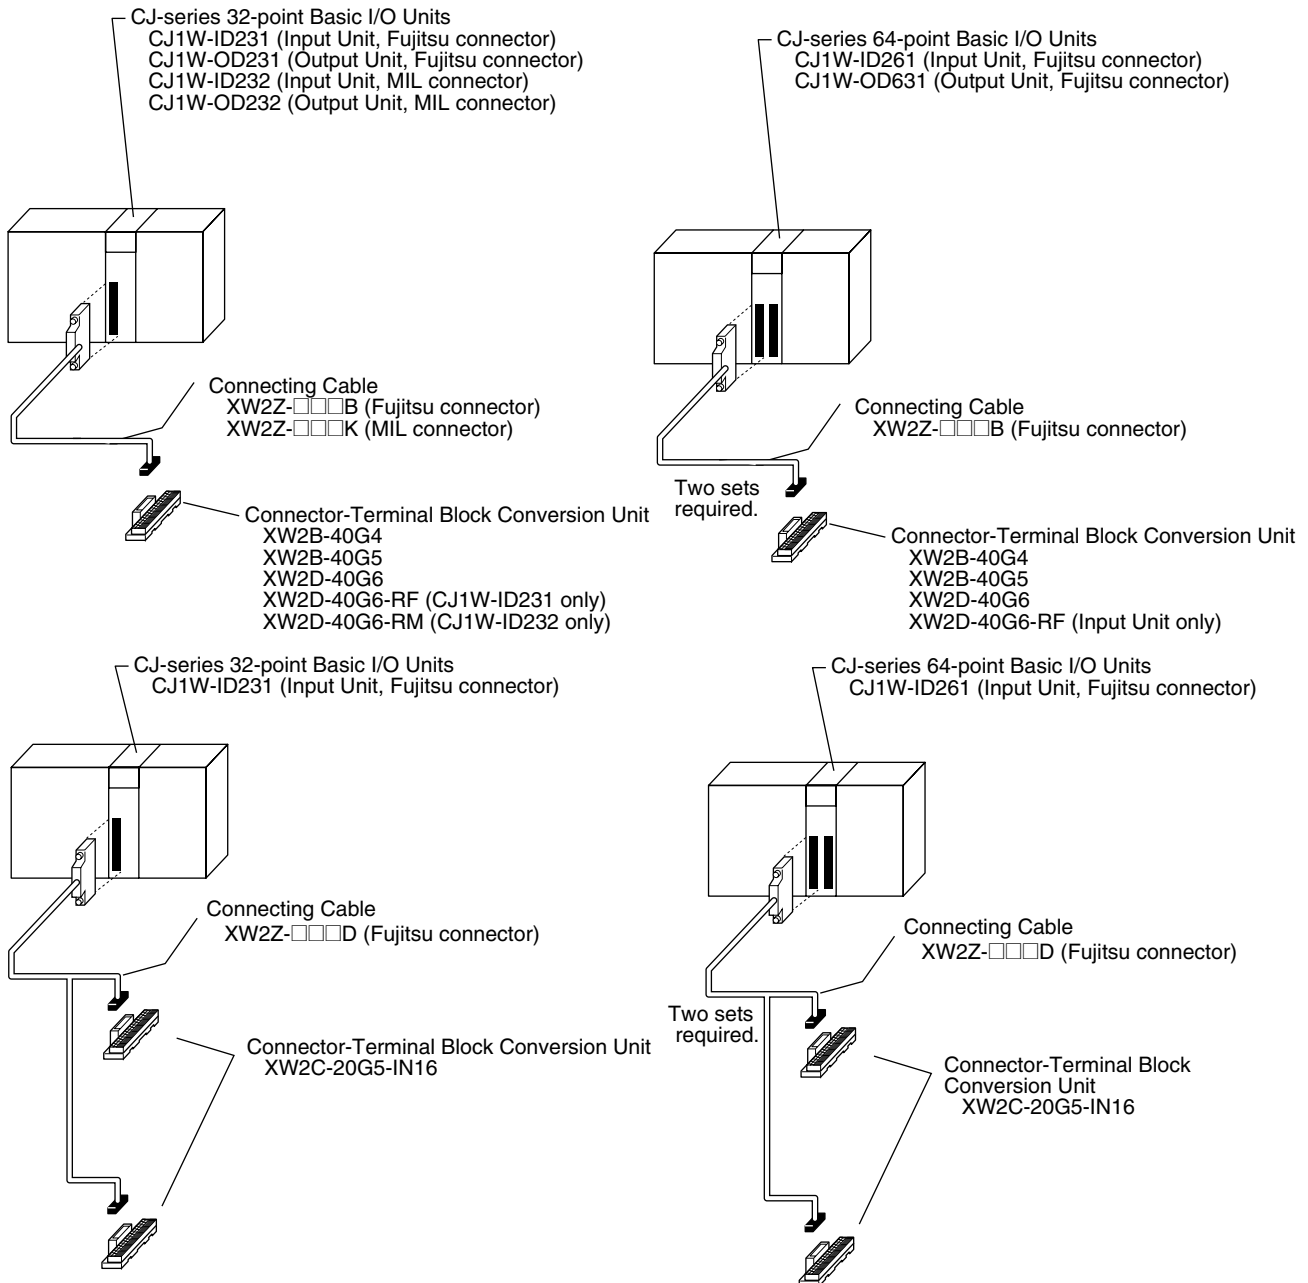 CJ-series 32-point Basic I/O Units
CJ1W-ID231 (Input Unit, Fujitsu connector)
CJ1W-OD231 (Output Unit, Fujitsu connector)
CJ1W-ID232 (Input Unit, MIL connector)
CJ1W-OD232 (Output Unit, MIL connector)
Connecting Cable
XW2Z-□□□B (Fujitsu connector)
XW2Z-□□□K (MIL connector)
Connector-Terminal Block Conversion Unit
XW2B-40G4
XW2B-40G5
XW2D-40G6
XW2D-40G6-RF (CJ1W-ID231 only)
XW2D-40G6-RM (CJ1W-ID232 only)
CJ-series 64-point Basic I/O Units
CJ1W-ID261 (Input Unit, Fujitsu connector)
CJ1W-OD631 (Output Unit, Fujitsu connector)
Connecting Cable
XW2Z-□□□B (Fujitsu connector)
Two sets
required.
Connector-Terminal Block Conversion Unit
XW2B-40G4
XW2B-40G5
XW2D-40G6
XW2D-40G6-RF (Input Unit only)
CJ-series 32-point Basic I/O Units
CJ1W-ID231 (Input Unit, Fujitsu connector)
Connecting Cable
XW2Z-□□□D (Fujitsu connector)
Connector-Terminal Block Conversion Unit
XW2C-20G5-IN16
CJ-series 64-point Basic I/O Units
CJ1W-ID261 (Input Unit, Fujitsu connector)
Connecting Cable
XW2Z-□□□D (Fujitsu connector)
Two sets
required.
Connector-Terminal Block
Conversion Unit
XW2C-20G5-IN16